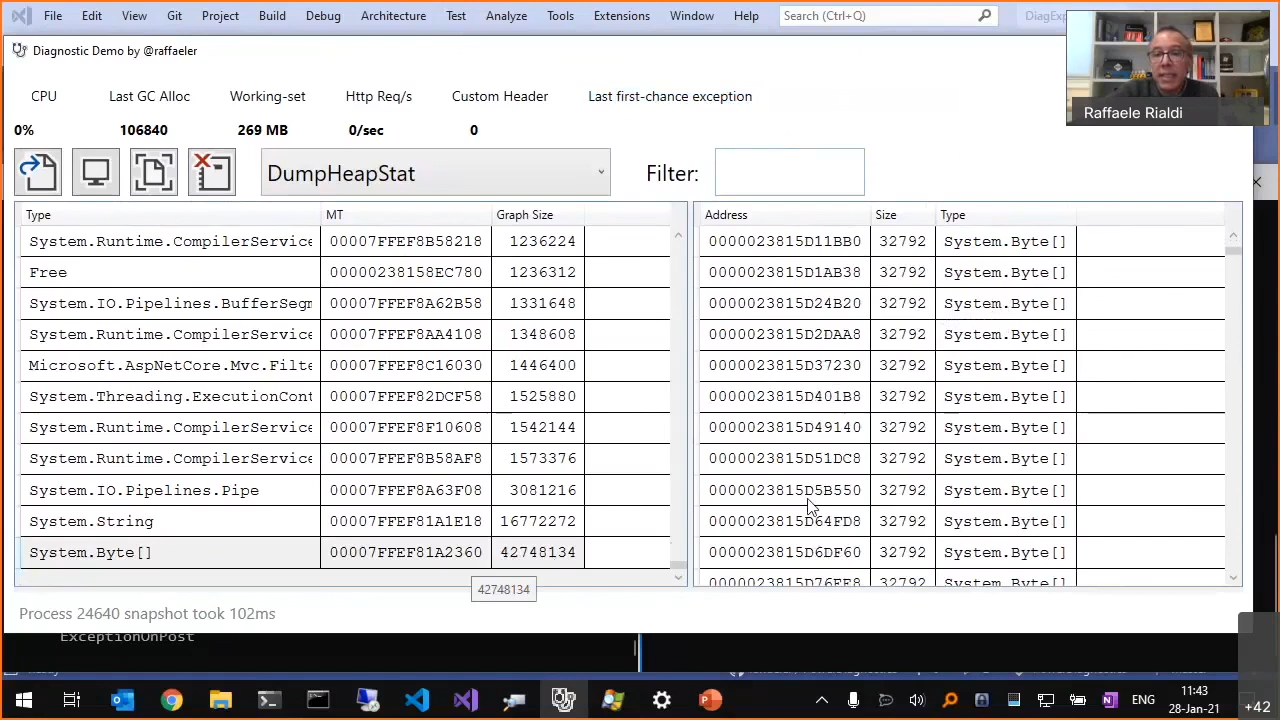 File Edit View Git Project Build Debug Architecture Test Analyze Tools Extensions Window Help Search (Ctrl+Q)
Diagnostic Demo by @raffaeler
Raffaele Rialdi
CPU Last GC Alloc Working-set Http Req/s Custom Header Last first-chance exception
0% 106840 269 MB 0/sec 0
DumpHeapStat Filter:
Type MT Graph Size Address Size Type
System.Runtime.CompilerService 00007FFEF8B58218 1236224 0000023815D11BB0 32792 System.Byte[]
Free 00000238158EC780 1236312 0000023815D1AB38 32792 System.Byte[]
System.IO.Pipelines.BufferSegm 00007FFEF8A62B58 1331648 0000023815D24B20 32792 System.Byte[]
System.Runtime.CompilerService 00007FFEF8AA4108 1348608 0000023815D2DAA8 32792 System.Byte[]
Microsoft.AspNetCore.Mvc.Filte 00007FFEF8C16030 1446400 0000023815D37230 32792 System.Byte[]
System.Threading.ExecutionCont 00007FFEF82DCF58 1525880 0000023815D401B8 32792 System.Byte[]
System.Runtime.CompilerService 00007FFEF8F10608 1542144 0000023815D49140 32792 System.Byte[]
System.Runtime.CompilerService 00007FFEF8B58AF8 1573376 0000023815D51DC8 32792 System.Byte[]
System.IO.Pipelines.Pipe 00007FFEF8A63F08 3081216 0000023815D5B550 32792 System.Byte[]
System.String 00007FFEF81A1E18 16772272 0000023815D64FD8 32792 System.Byte[]
System.Byte[] 00007FFEF81A2360 42748134 0000023815D6DF60 32792 System.Byte[]
0000023815D76EE8 32792 System.Byte[]
42748134
Process 24640 snapshot took 102ms
ExceptionOnPost
ENG 11:43
28-Jan-21
+42